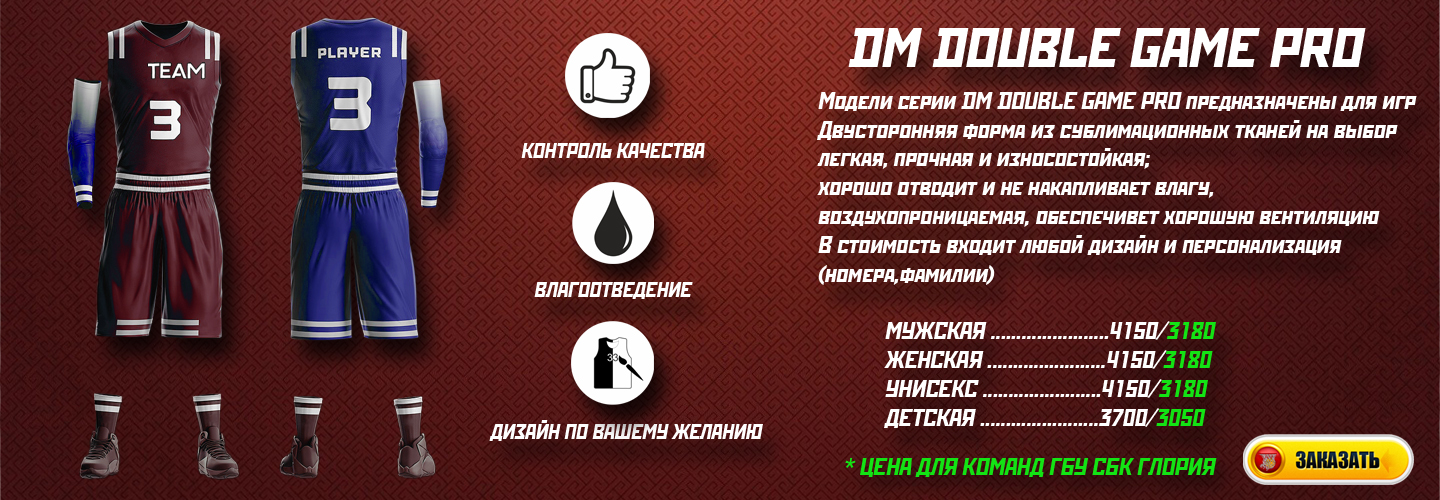 DM DOUBLE GAME PRO
Модели серии DM DOUBLE GAME PRO предназначены для игр
Двусторонняя форма из сублимационных тканей на выбор
легкая, прочная и износостойкая;
хорошо отводит и не накапливает влагу,
воздухопроницаемая, обеспечивет хорошую вентиляцию
В стоимость входит любой дизайн и персонализация
(номера,фамилии)
МУЖСКАЯ .......................4150/3180
ЖЕНСКАЯ .......................4150/3180
УНИСЕКС .......................4150/3180
ДЕТСКАЯ .......................3700/3050
* ЦЕНА ДЛЯ КОМАНД ГБУ СБК ГЛОРИЯ
ЗАКАЗАТЬ
КОНТРОЛЬ КАЧЕСТВА
ВЛАГООТВЕДЕНИЕ
33
ДИЗАЙН ПО ВАШЕМУ ЖЕЛАНИЮ
TEAM
3
PLAYER
3